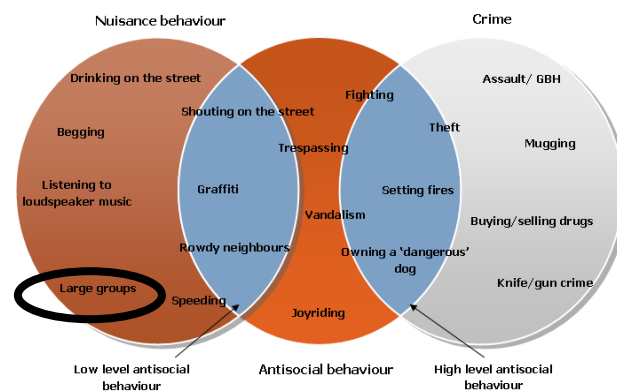 Nuisance behaviour
Crime
Drinking on the street
Assault/ GBH
Fighting
Shouting on the street
Begging
Theft
Trespassing
Mugging
Listening to
loudspeaker music
Graffiti
Setting fires
Vandalism
Buying/selling drugs
Rowdy neighbours
Owning a 'dangerous'
dog
Large groups
Knife/gun crime
Speeding
Joyriding
Low level antisocial
behaviour
Antisocial behaviour
High level antisocial
behaviour